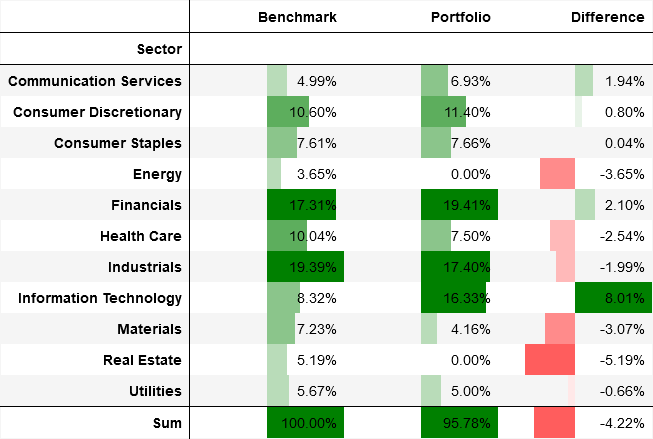 Benchmark Portfolio Difference
Sector
Communication Services 4.99% 6.93% 1.94%
Consumer Discretionary 10.60% 11.40% 0.80%
Consumer Staples 7.61% 7.66% 0.04%
Energy 3.65% 0.00% -3.65%
Financials 17.31% 19.41% 2.10%
Health Care 10.04% 7.50% -2.54%
Industrials 19.39% 17.40% -1.99%
Information Technology 8.32% 16.33% 8.01%
Materials 7.23% 4.16% -3.07%
Real Estate 5.19% 0.00% -5.19%
Utilities 5.67% 5.00% -0.66%
Sum 100.00% 95.78% -4.22%